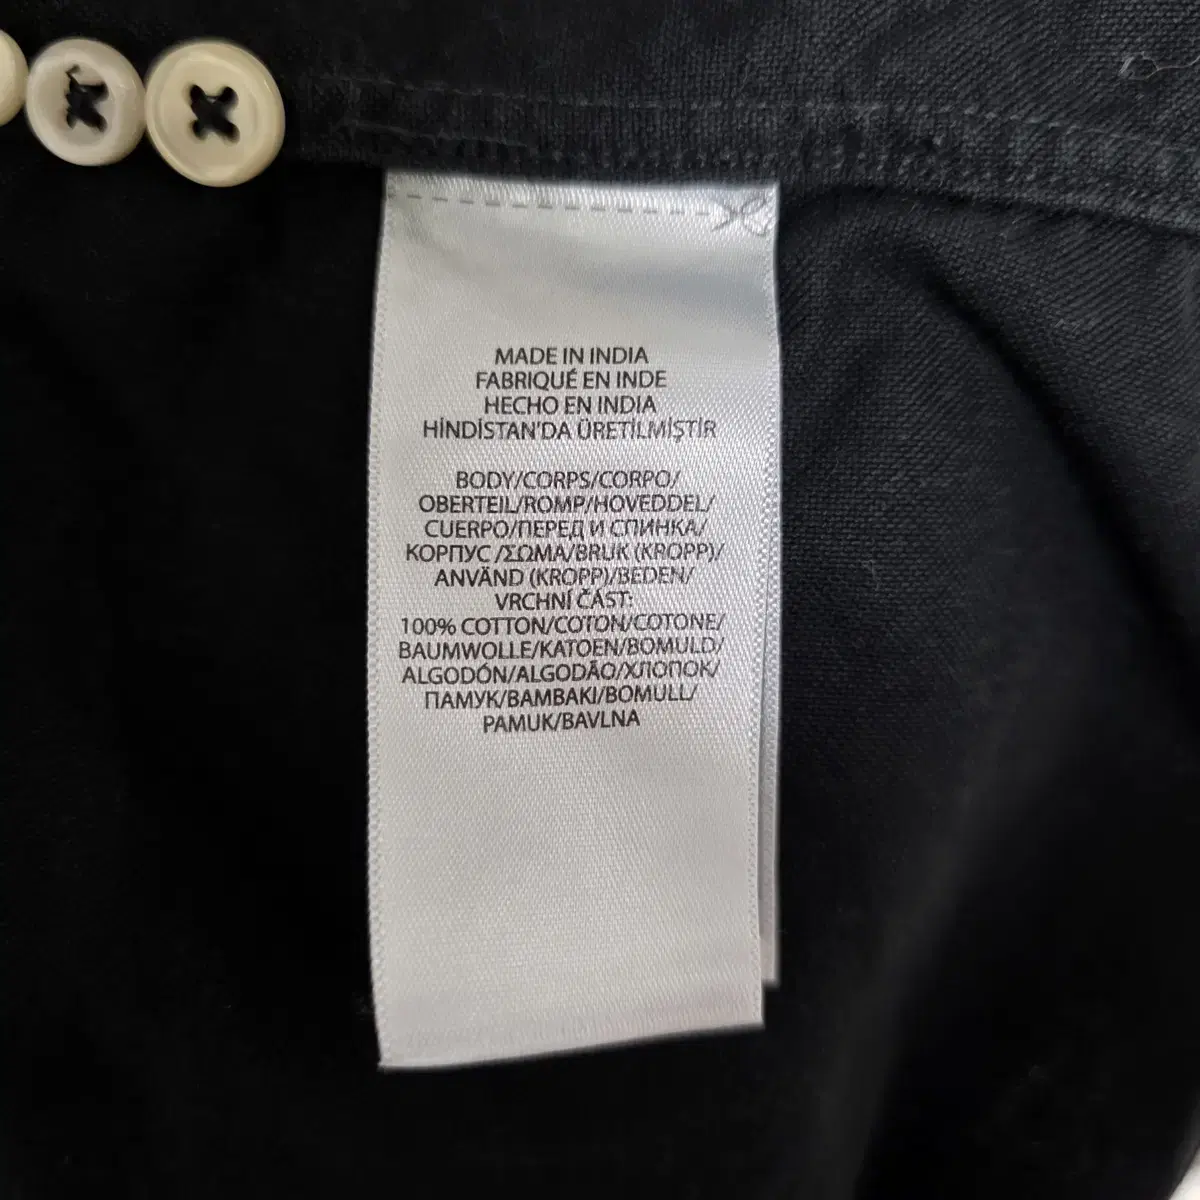 MADE IN INDIA
FABRIQUÉ EN INDE
HECHO EN INDIA
HİNDİSTAN'DA ÜRETİLMİŞTİR
BODY/CORPS/CORPO/
OBERTEIL/ROMP/HOVEDDEL/
CUERPO/ПЕРЕД И СПИНКА/
КОРПУС /ΣΩΜΑ/BRUK (KROPP)/
ANVÄND (KROPP)/BEDEN/
VRCHNÍ ČÁST:
100% COTTON/COTON/COTONE/
BAUMWOLLE/KATOEN/BOMULD/
ALGODÓN/ALGODÃO/ХЛОПОК/
ПАМУК/ΒΑΜΒΑΚΙ/BOMULL/
PAMUK/BAVLNA